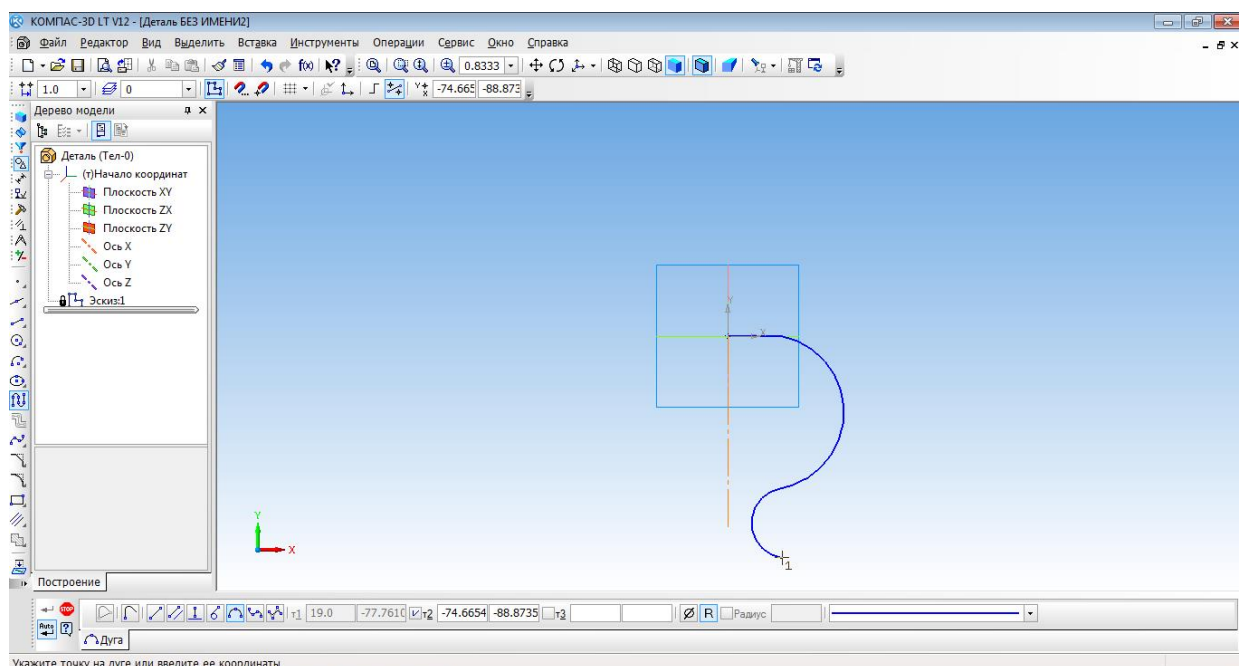 КОМПАС-3D LT V12 - [Деталь БЕЗ ИМЕНИ2]
Файл Редактор Вид Выделить Вставка Инструменты Операции Сервис Окно Справка
f(x) 0.8333
1.0 0 -74.665 -88.873
Дерево модели
Деталь (Тел-0)
(т)Начало координат
Плоскость XY
Плоскость ZX
Плоскость ZY
Ось X
Ось Y
Ось Z
Эскиз:1
Y
X
1
Y
X
Построение
STOP т1 19.0 -77.7610 т2 -74.6654 -88.8735 т3 R Радиус
Auto
Дуга
Укажите точку на дуге или введите ее координаты